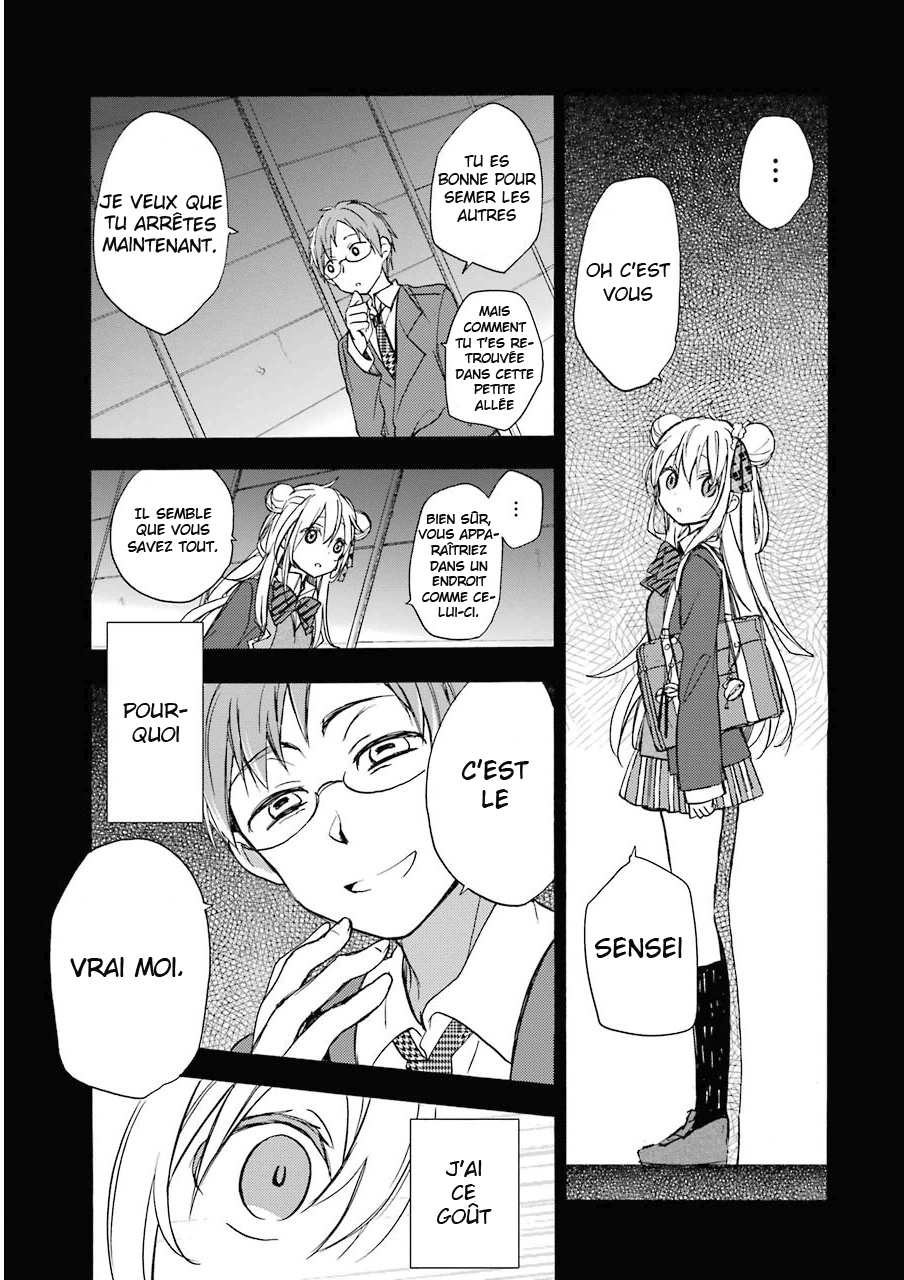 ...
OH C'EST
VOUS
SENSEI
TU ES
BONNE POUR
SEMER LES
AUTRES
MAIS
COMMENT
TU T'ES RE-
TROUVÉE
DANS CETTE
PETITE
ALLÉE
JE VEUX QUE
TU ARRÊTES
MAINTENANT.
...
BIEN SÛR,
VOUS APPA-
RAÎTRIEZ
DANS UN
ENDROIT
COMME CE-
LUI-CI.
IL SEMBLE
QUE VOUS
SAVEZ TOUT.
C'EST
LE
POUR-
QUOI
VRAI MOI.
J'AI
CE
GOÛT